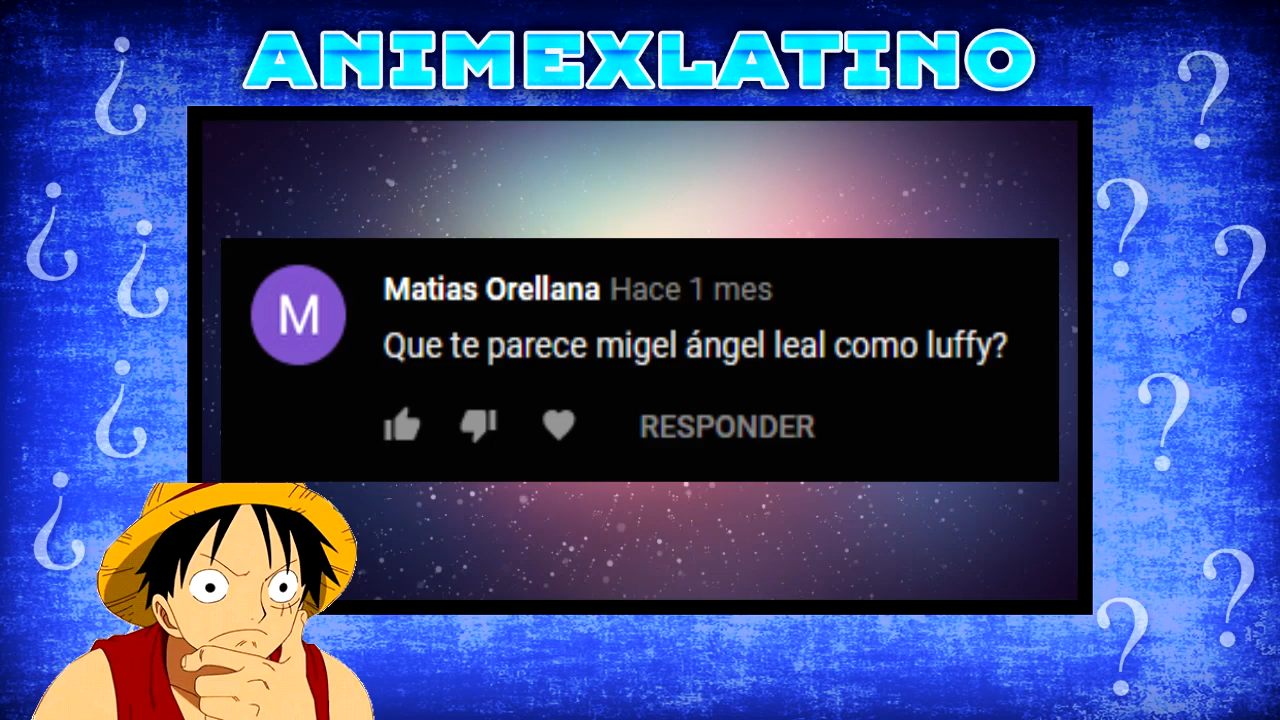 ANIMEXLATINO
M
Matias Orellana Hace 1 mes
Que te parece migel ángel leal como luffy?
RESPONDER